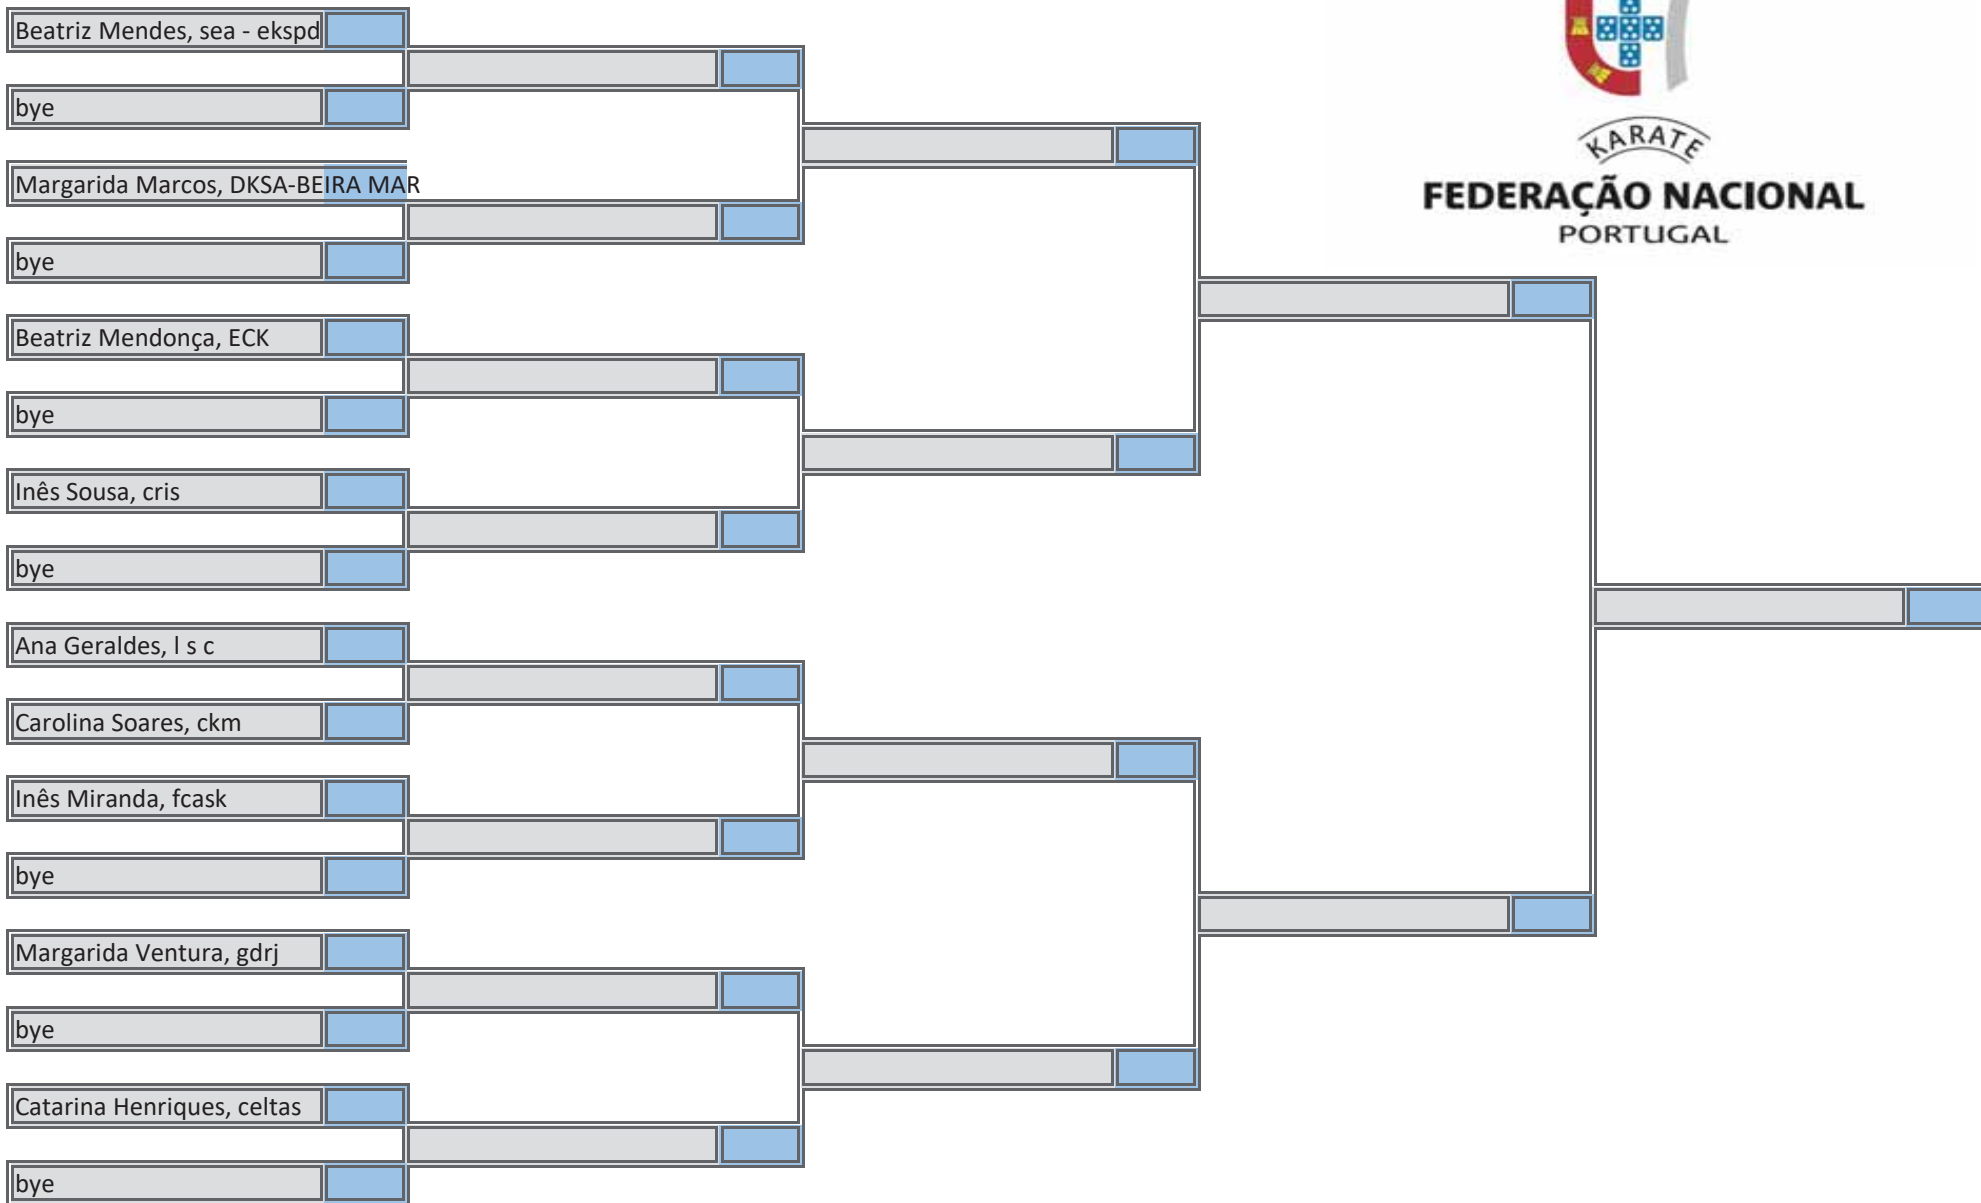 Beatriz Mendes, sea - ekspd
bye
Margarida Marcos, DKSA-BEIRA MAR
bye
Beatriz Mendonça, ECK
bye
Inês Sousa, cris
bye
Ana Geraldes, l s c
Carolina Soares, ckm
Inês Miranda, fcask
bye
Margarida Ventura, gdrj
bye
Catarina Henriques, celtas
bye
KARATE
FEDERAÇÃO NACIONAL
PORTUGAL